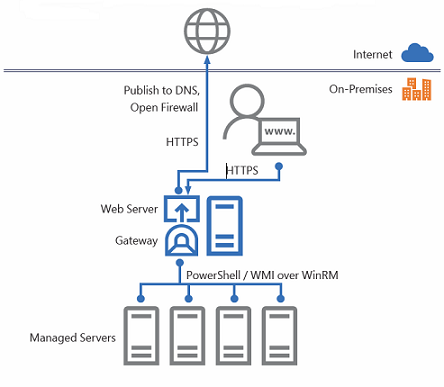 Internet
Publish to DNS,
Open Firewall
On-Premises
www.
HTTPS
HTTPS
Web Server
Gateway
PowerShell / WMI over WinRM
Managed Servers